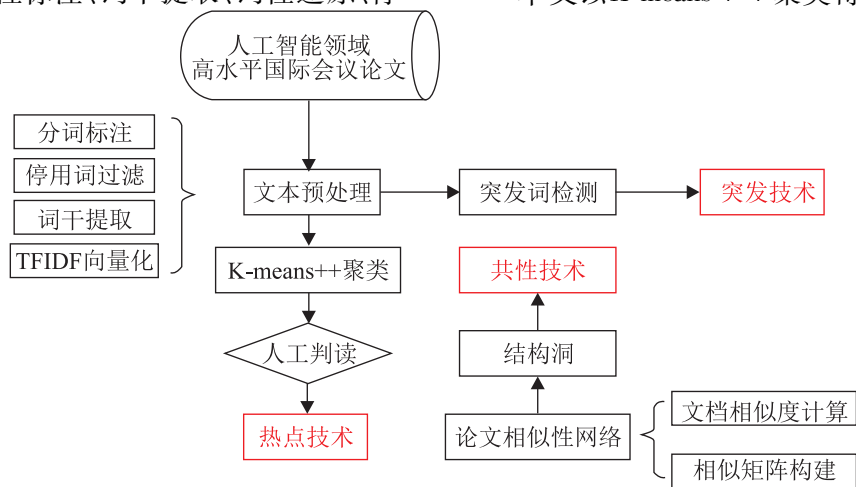 人工智能领域
高水平国际会议论文
分词标注
停用词过滤
词干提取
TFIDF向量化
文本预处理
突发词检测
突发技术
K-means++聚类
共性技术
人工判读
结构洞
热点技术
论文相似性网络
文档相似度计算
相似矩阵构建